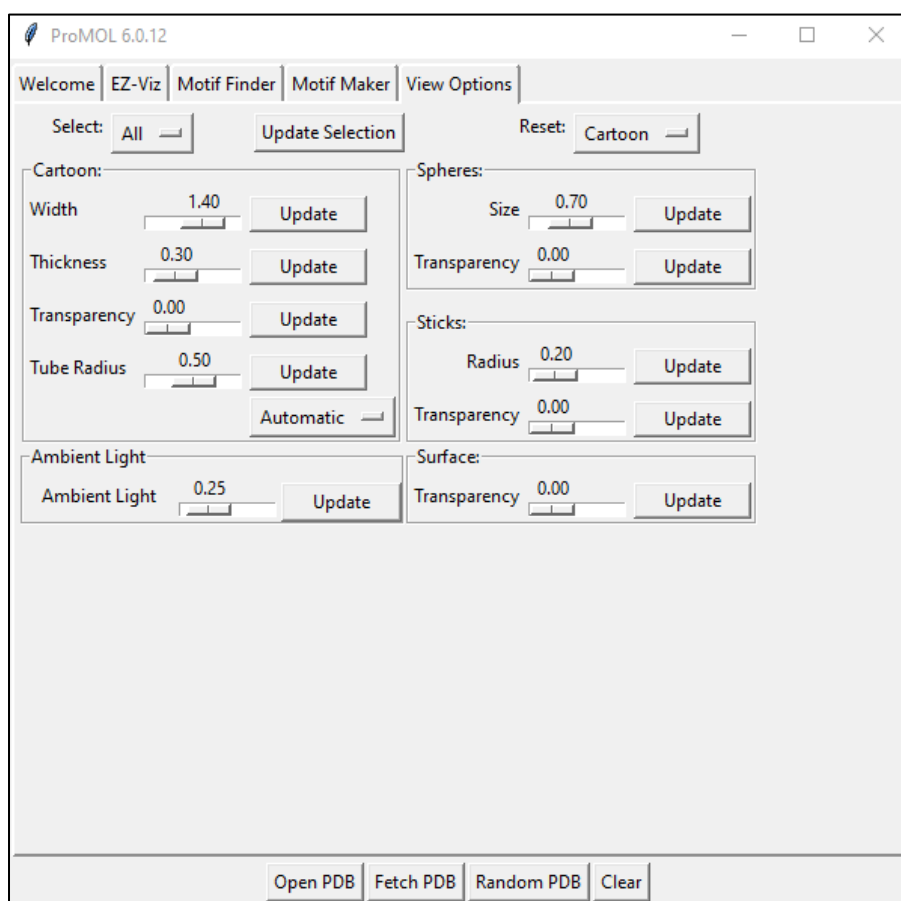 ProMOL 6.0.12
Welcome EZ-Viz Motif Finder Motif Maker View Options
Select: All Update Selection Reset: Cartoon
Cartoon:
Width 1.40 Update
Thickness 0.30 Update
Transparency 0.00 Update
Tube Radius 0.50 Update
Automatic
Spheres:
Size 0.70 Update
Transparency 0.00 Update
Sticks:
Radius 0.20 Update
Transparency 0.00 Update
Ambient Light
Ambient Light 0.25 Update
Surface:
Transparency 0.00 Update
Open PDB Fetch PDB Random PDB Clear